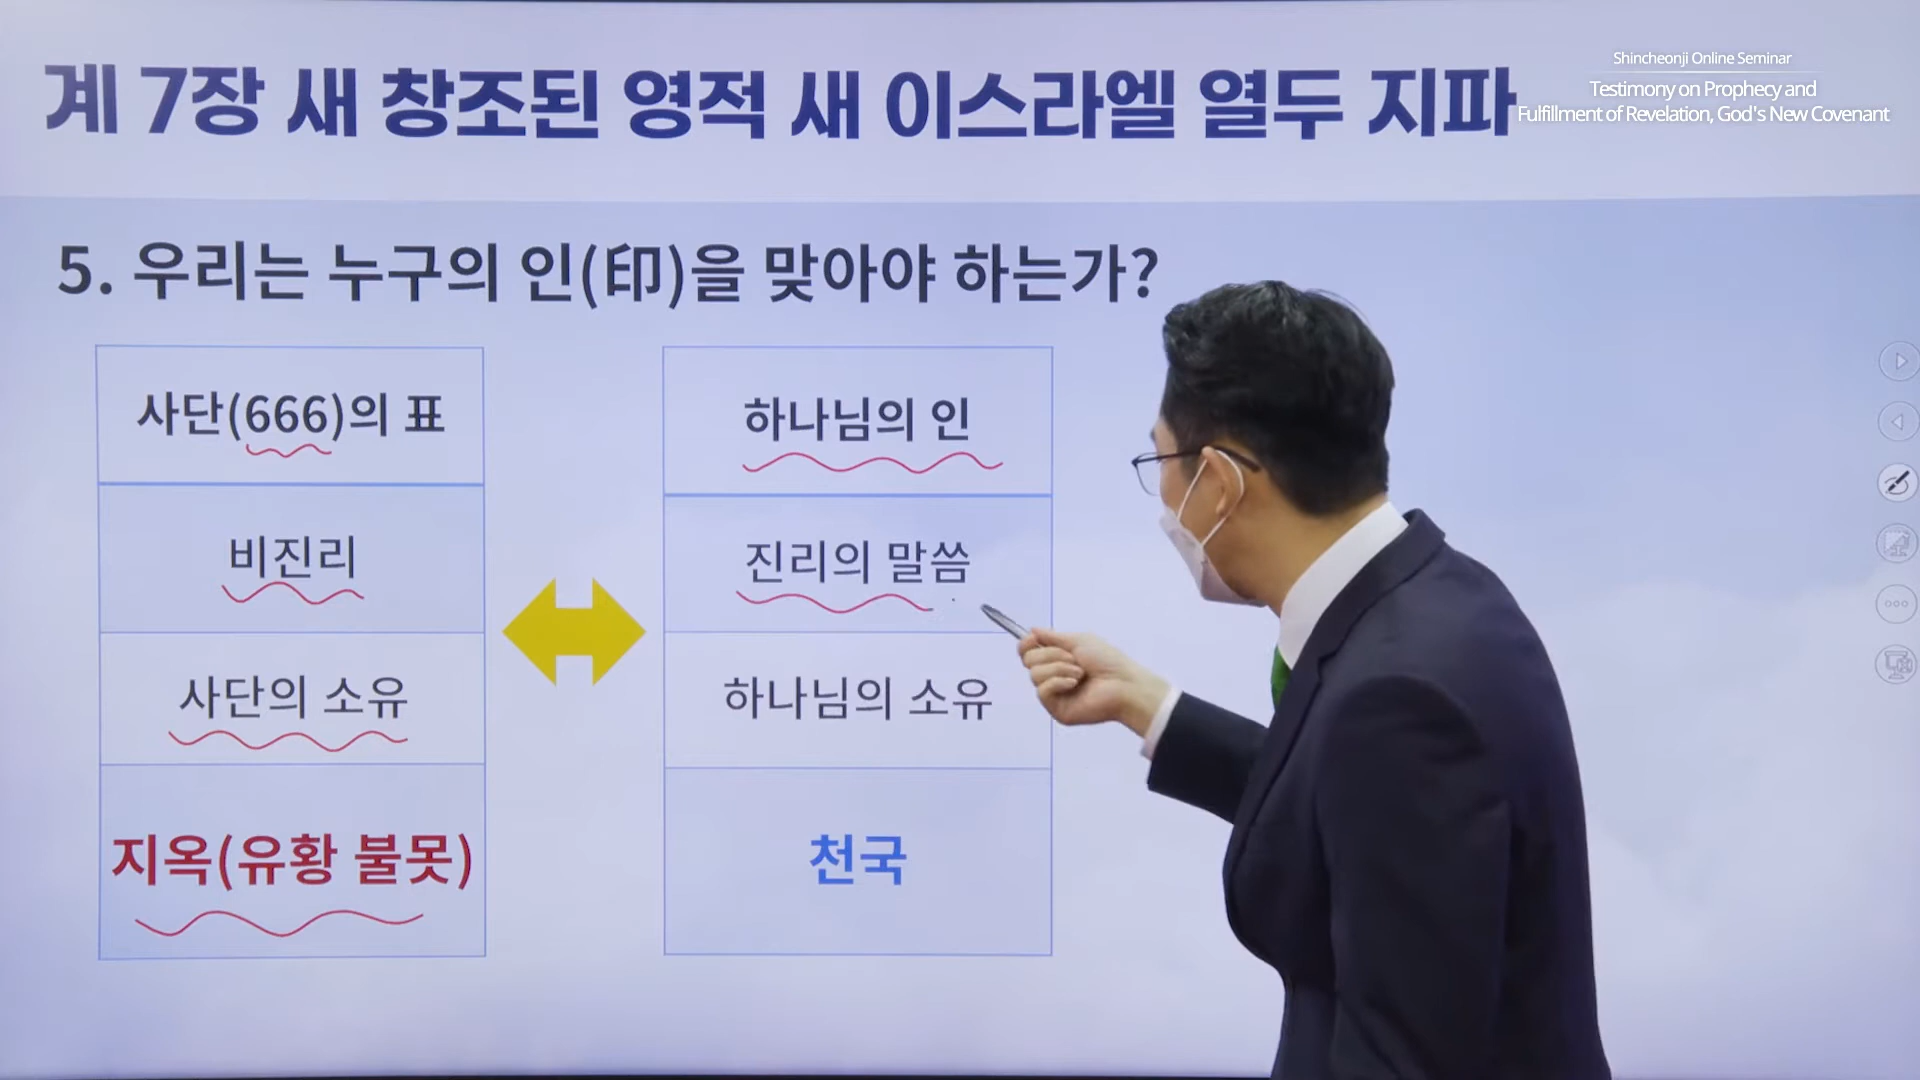 계 7장 새 창조된 영적 새 이스라엘 열두 지파
Shincheonji Online Seminar
Testimony on Prophecy and
Fulfillment of Revelation, God's New Covenant
5. 우리는 누구의 인(印)을 맞아야 하는가?
사단(666)의 표
비진리
사단의 소유
지옥(유황 불못)
하나님의 인
진리의 말씀
하나님의 소유
천국